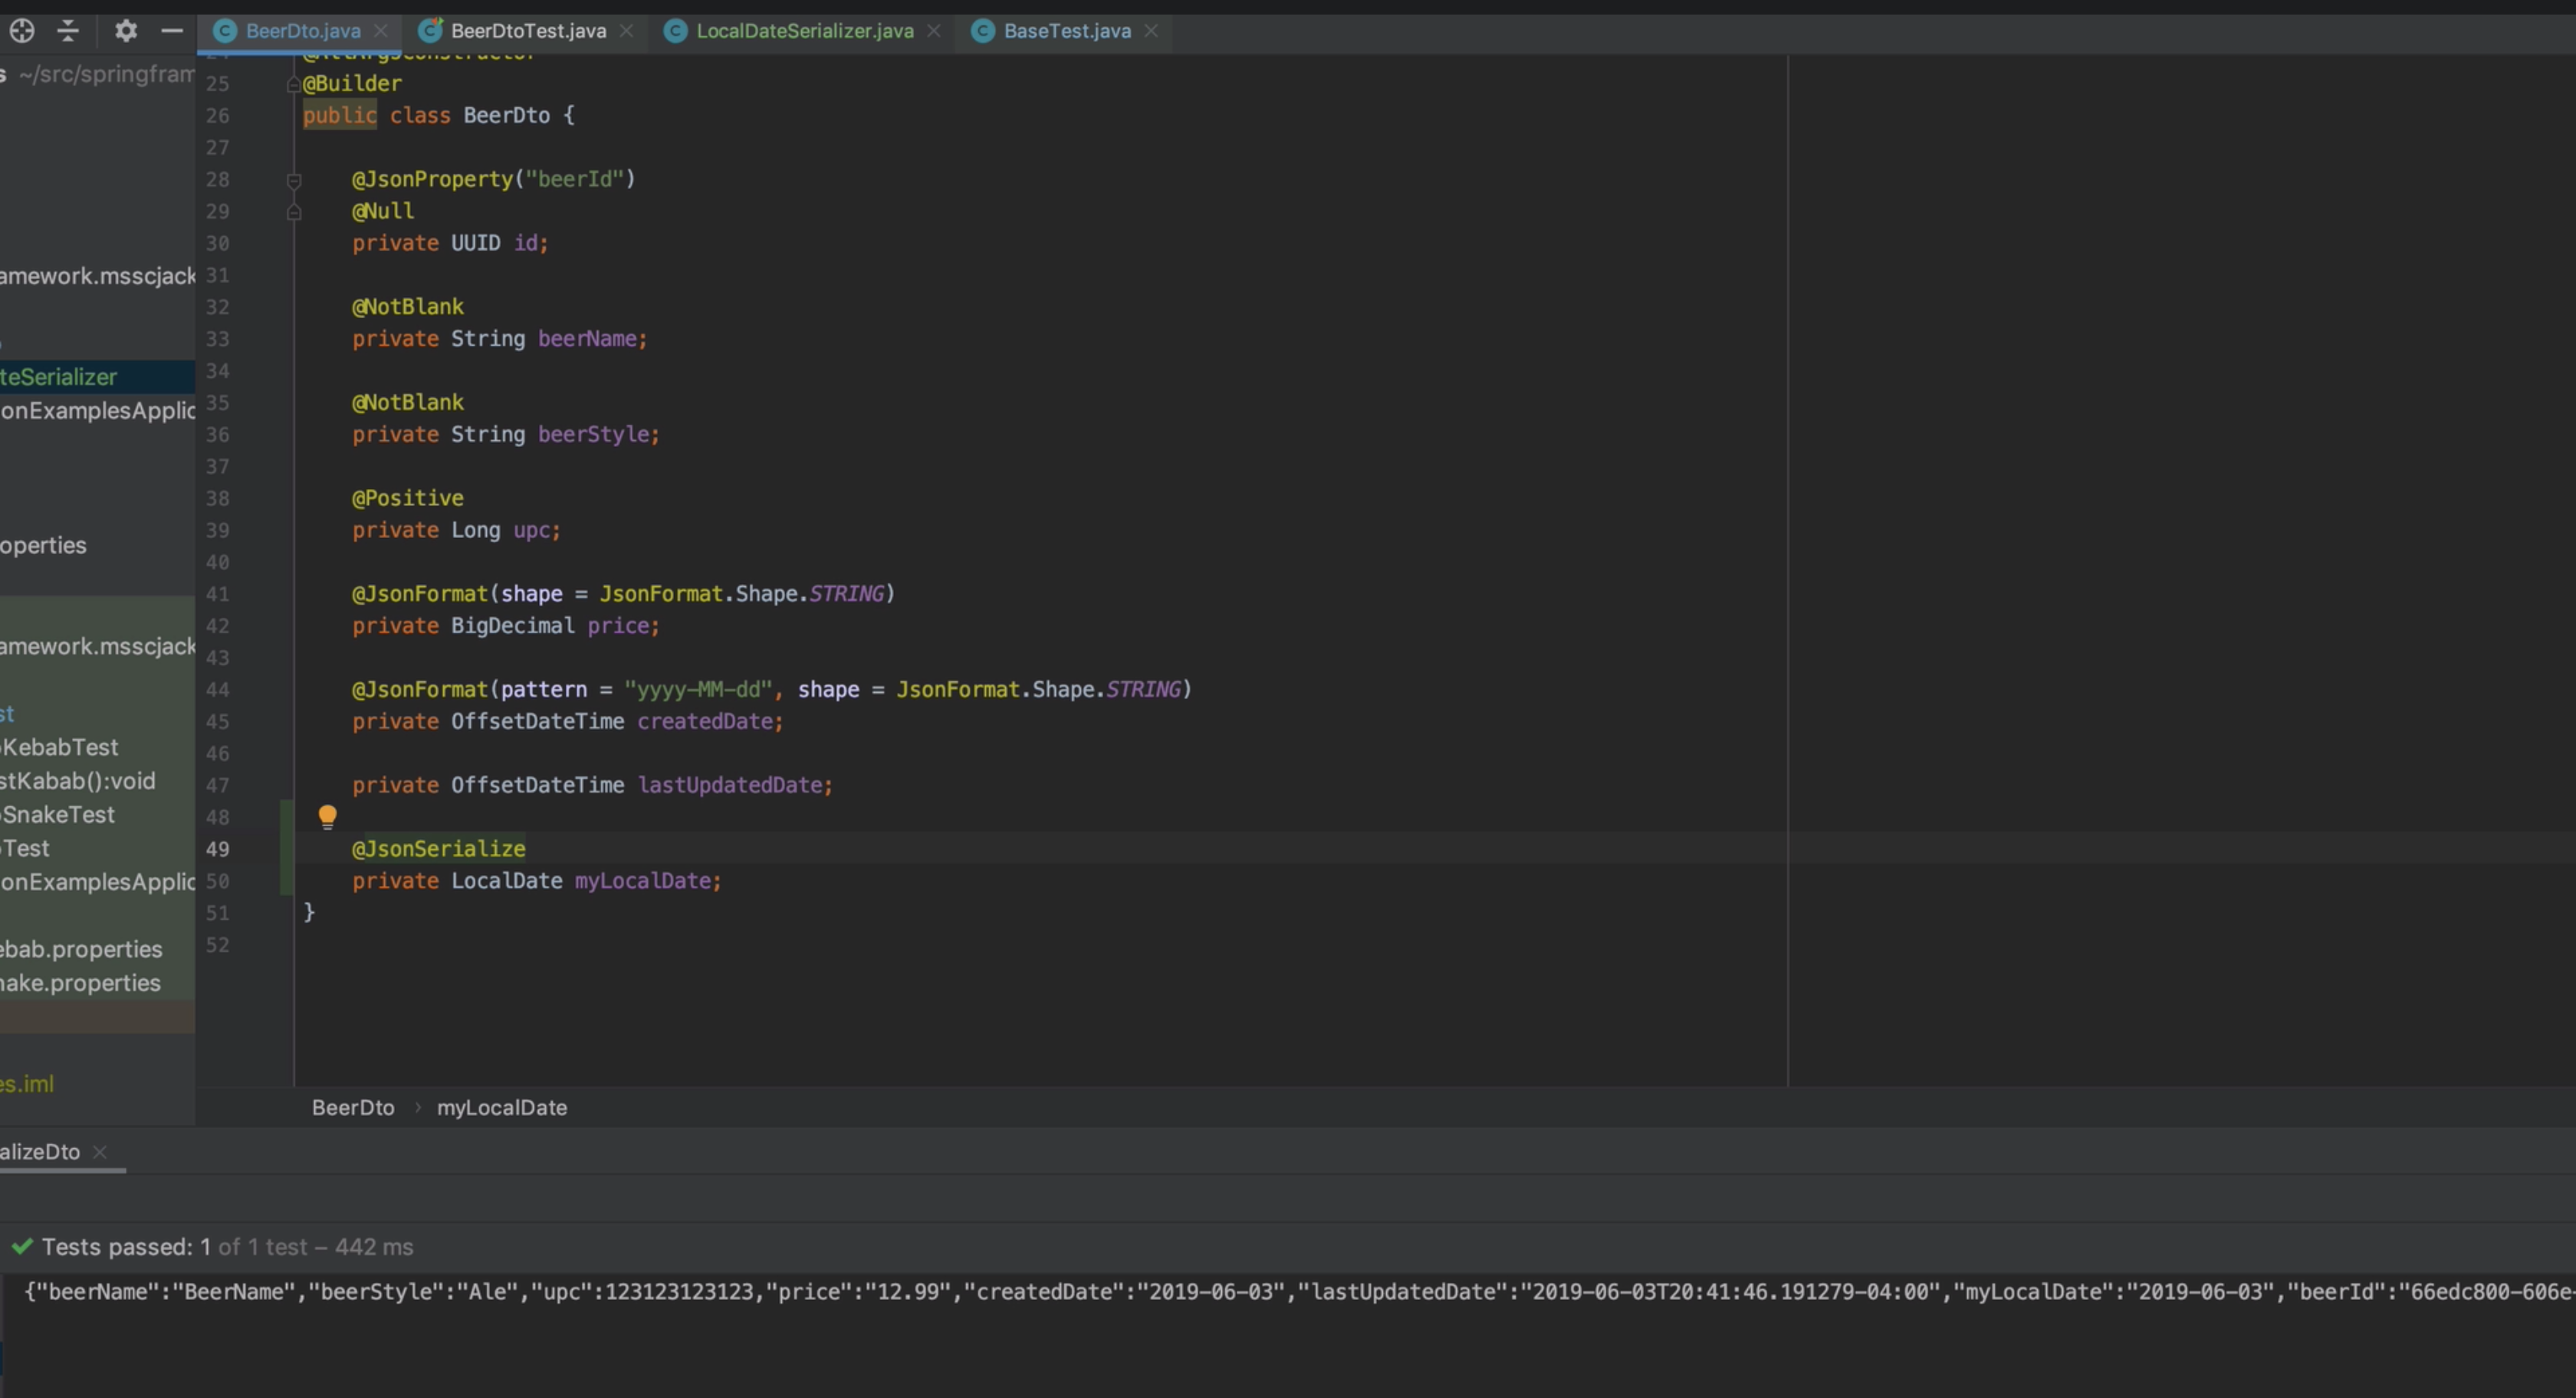 BeerDto.java
BeerDtoTest.java
LocalDateSerializer.java
BaseTest.java
s ~/src/springfram
amework.msscjack
teSerializer
onExamplesApplic
operties
amework.msscjack
st
oKebabTest
stKabab():void
oSnakeTest
oTest
onExamplesApplic
ebab.properties
nake.properties
es.iml
24 @AllArgsConstructor
25 @Builder
26 public class BeerDto {
27
28 @JsonProperty("beerId")
29 @Null
30 private UUID id;
31
32 @NotBlank
33 private String beerName;
34
35 @NotBlank
36 private String beerStyle;
37
38 @Positive
39 private Long upc;
40
41 @JsonFormat(shape = JsonFormat.Shape.STRING)
42 private BigDecimal price;
43
44 @JsonFormat(pattern = "yyyy-MM-dd", shape = JsonFormat.Shape.STRING)
45 private OffsetDateTime createdDate;
46
47 private OffsetDateTime lastUpdatedDate;
48
49 @JsonSerialize
50 private LocalDate myLocalDate;
51 }
52
BeerDto › myLocalDate
alizeDto
Tests passed: 1 of 1 test – 442 ms
{"beerName":"BeerName","beerStyle":"Ale","upc":123123123123,"price":"12.99","createdDate":"2019-06-03","lastUpdatedDate":"2019-06-03T20:41:46.191279-04:00","myLocalDate":"2019-06-03","beerId":"66edc800-606e-